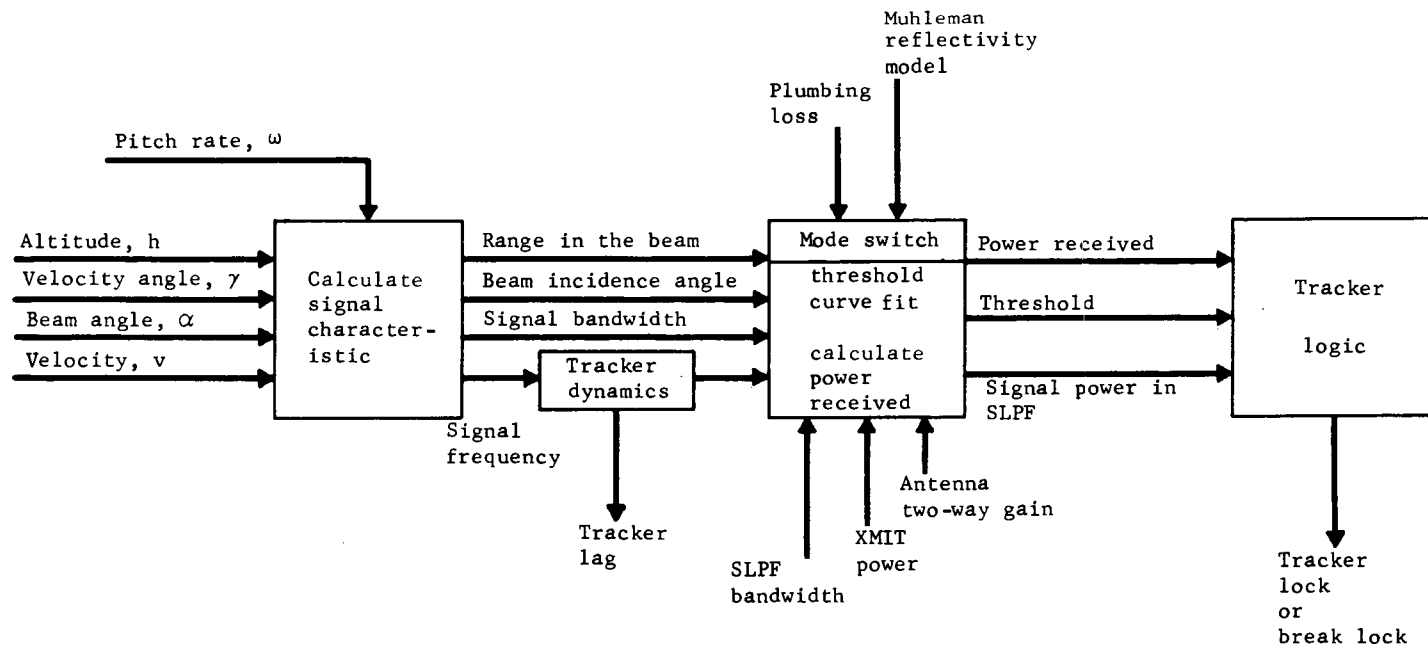 Muhleman
reflectivity
model
Plumbing
loss
Pitch rate, ω
Altitude, h
Velocity angle, γ
Beam angle, α
Velocity, v
Calculate
signal
character-
istic
Range in the beam
Beam incidence angle
Signal bandwidth
Tracker
dynamics
Signal
frequency
Tracker
lag
Mode switch
threshold
curve fit
calculate
power
received
SLPF
bandwidth
XMIT
power
Antenna
two-way gain
Power received
Threshold
Signal power in
SLPF
Tracker
logic
Tracker
lock
or
break lock